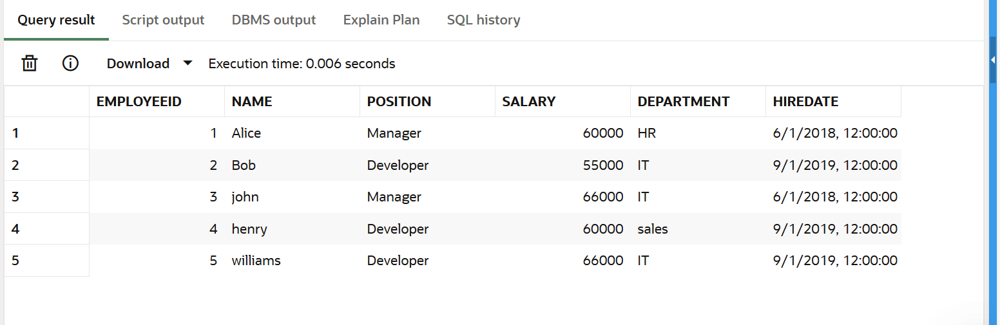 Query result Script output DBMS output Explain Plan SQL history
Download Execution time: 0.006 seconds
EMPLOYEEID NAME POSITION SALARY DEPARTMENT HIREDATE
1 1 Alice Manager 60000 HR 6/1/2018, 12:00:00
2 2 Bob Developer 55000 IT 9/1/2019, 12:00:00
3 3 john Manager 66000 IT 6/1/2018, 12:00:00
4 4 henry Developer 60000 sales 9/1/2019, 12:00:00
5 5 williams Developer 66000 IT 9/1/2019, 12:00:00